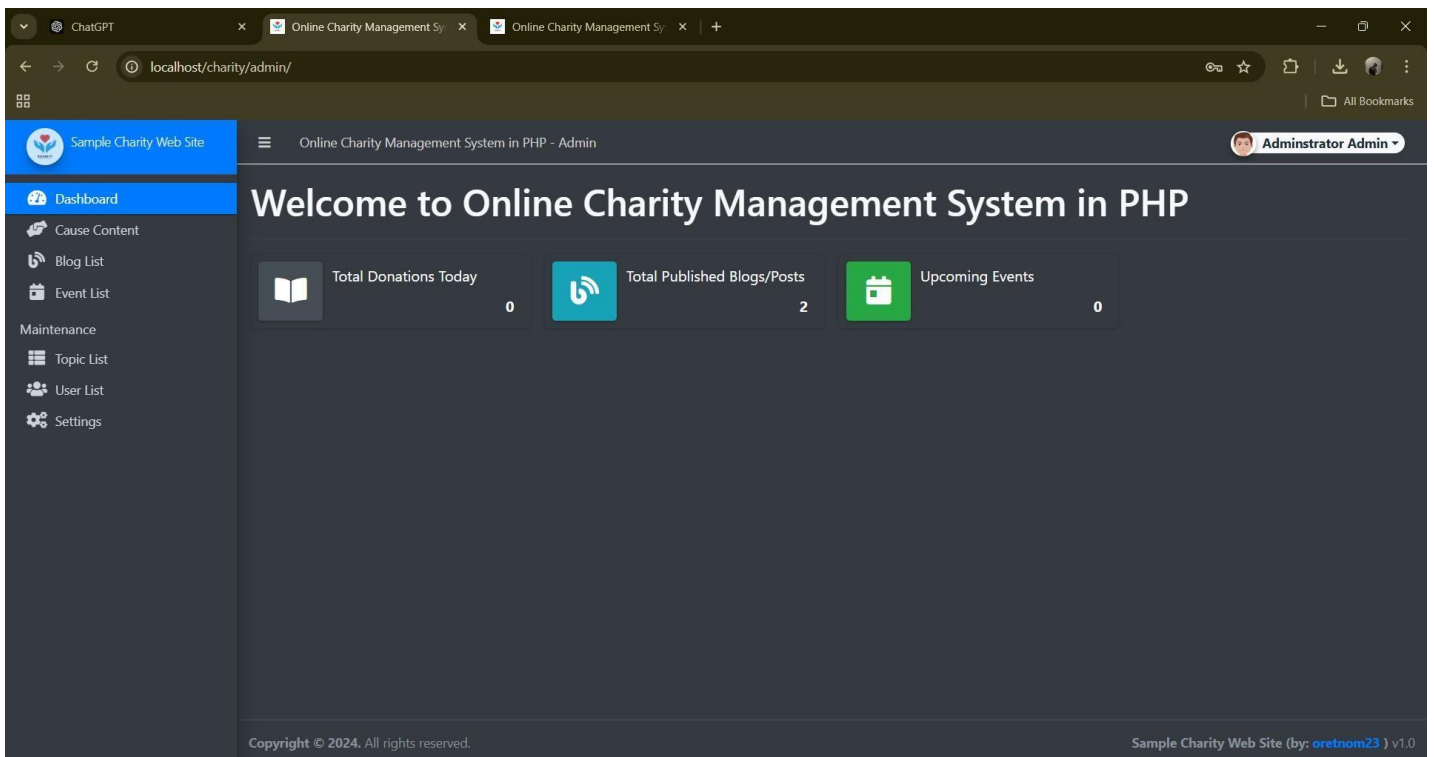 ChatGPT
Online Charity Management Sy
Online Charity Management Sy
localhost/charity/admin/
All Bookmarks
Sample Charity Web Site
Online Charity Management System in PHP - Admin
Adminstrator Admin
Dashboard
Cause Content
Blog List
Event List
Maintenance
Topic List
User List
Settings
Welcome to Online Charity Management System in PHP
Total Donations Today
0
Total Published Blogs/Posts
2
Upcoming Events
0
Copyright © 2024. All rights reserved.
Sample Charity Web Site (by: oretnom23 ) v1.0